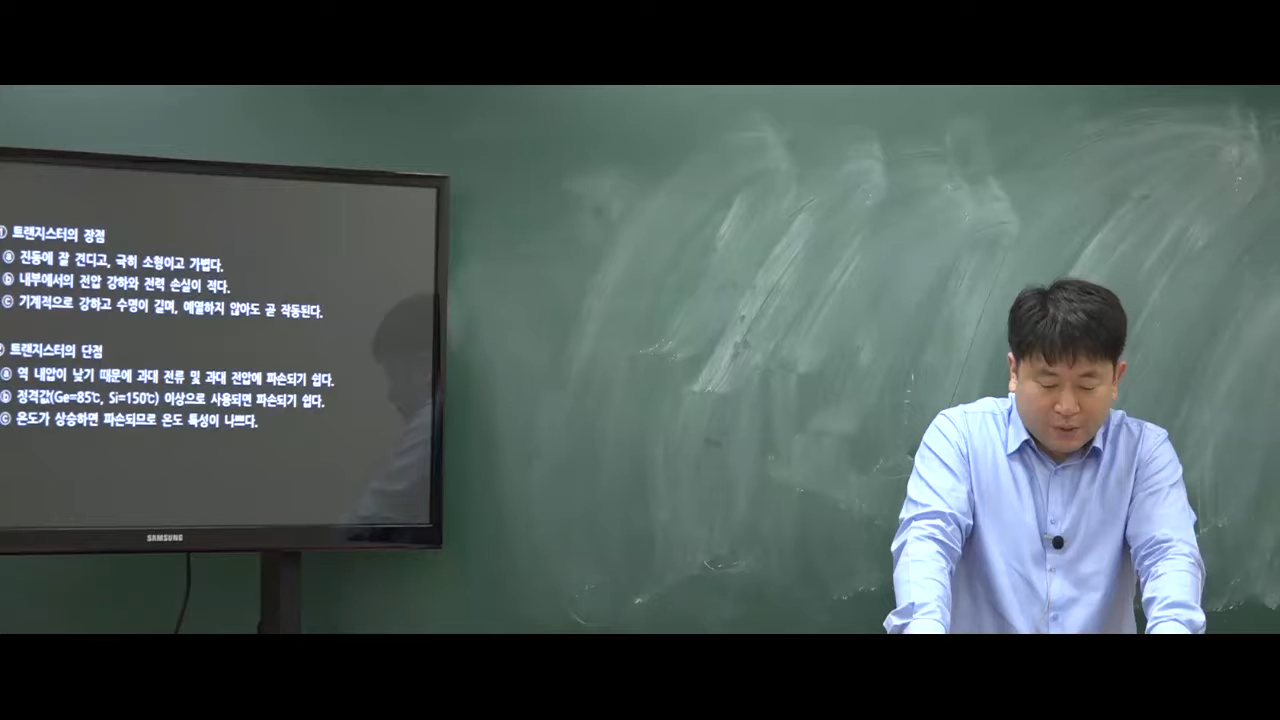 ① 트랜지스터의 장점
ⓐ 진동에 잘 견디고, 극히 소형이고 가볍다.
ⓑ 내부에서의 전압 강하와 전력 손실이 적다.
ⓒ 기계적으로 강하고 수명이 길며, 예열하지 않아도 곧 작동된다.
② 트랜지스터의 단점
ⓐ 역 내압이 낮기 때문에 과대 전류 및 과대 전압에 파손되기 쉽다.
ⓑ 정격값(Ge=85℃, Si=150℃) 이상으로 사용되면 파손되기 쉽다.
ⓒ 온도가 상승하면 파손되므로 온도 특성이 나쁘다.
SAMSUNG